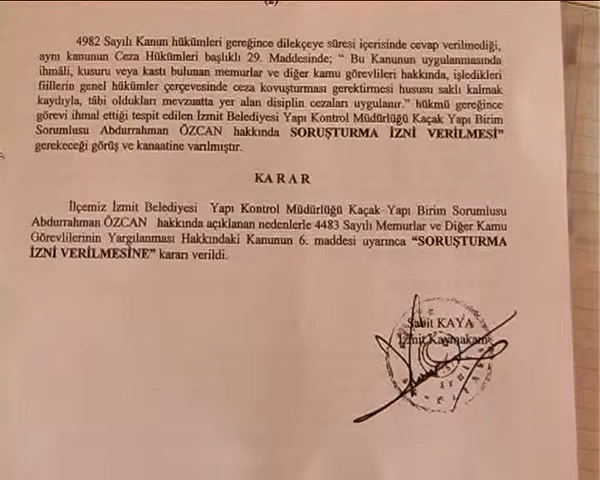 (2)
4982 Sayılı Kanun hükümleri gereğince dilekçeye süresi içerisinde cevap verilmediği,
aynı kanunun Ceza Hükümleri başlıklı 29. Maddesinde; “ Bu Kanunun uygulanmasında
ihmâli, kusuru veya kastı bulunan memurlar ve diğer kamu görevlileri hakkında, işledikleri
fiillerin genel hükümler çerçevesinde ceza kovuşturması gerektirmesi hususu saklı kalmak
kaydıyla, tâbi oldukları mevzuatta yer alan disiplin cezaları uygulanır.” hükmü gereğince
görevi ihmal ettiği tespit edilen İzmit Belediyesi Yapı Kontrol Müdürlüğü Kaçak Yapı Birim
Sorumlusu Abdurrahman ÖZCAN hakkında SORUŞTURMA İZNİ VERİLMESİ”
gerekeceği görüş ve kanaatine varılmıştır.
KARAR
İlçemiz İzmit Belediyesi Yapı Kontrol Müdürlüğü Kaçak Yapı Birim Sorumlusu
Abdurrahman ÖZCAN hakkında açıklanan nedenlerle 4483 Sayılı Memurlar ve Diğer Kamu
Görevlilerinin Yargılanması Hakkındaki Kanunun 6. maddesi uyarınca “SORUŞTURMA
İZNİ VERİLMESİNE” kararı verildi.
Sabit KAYA
İzmit Kaymakamı